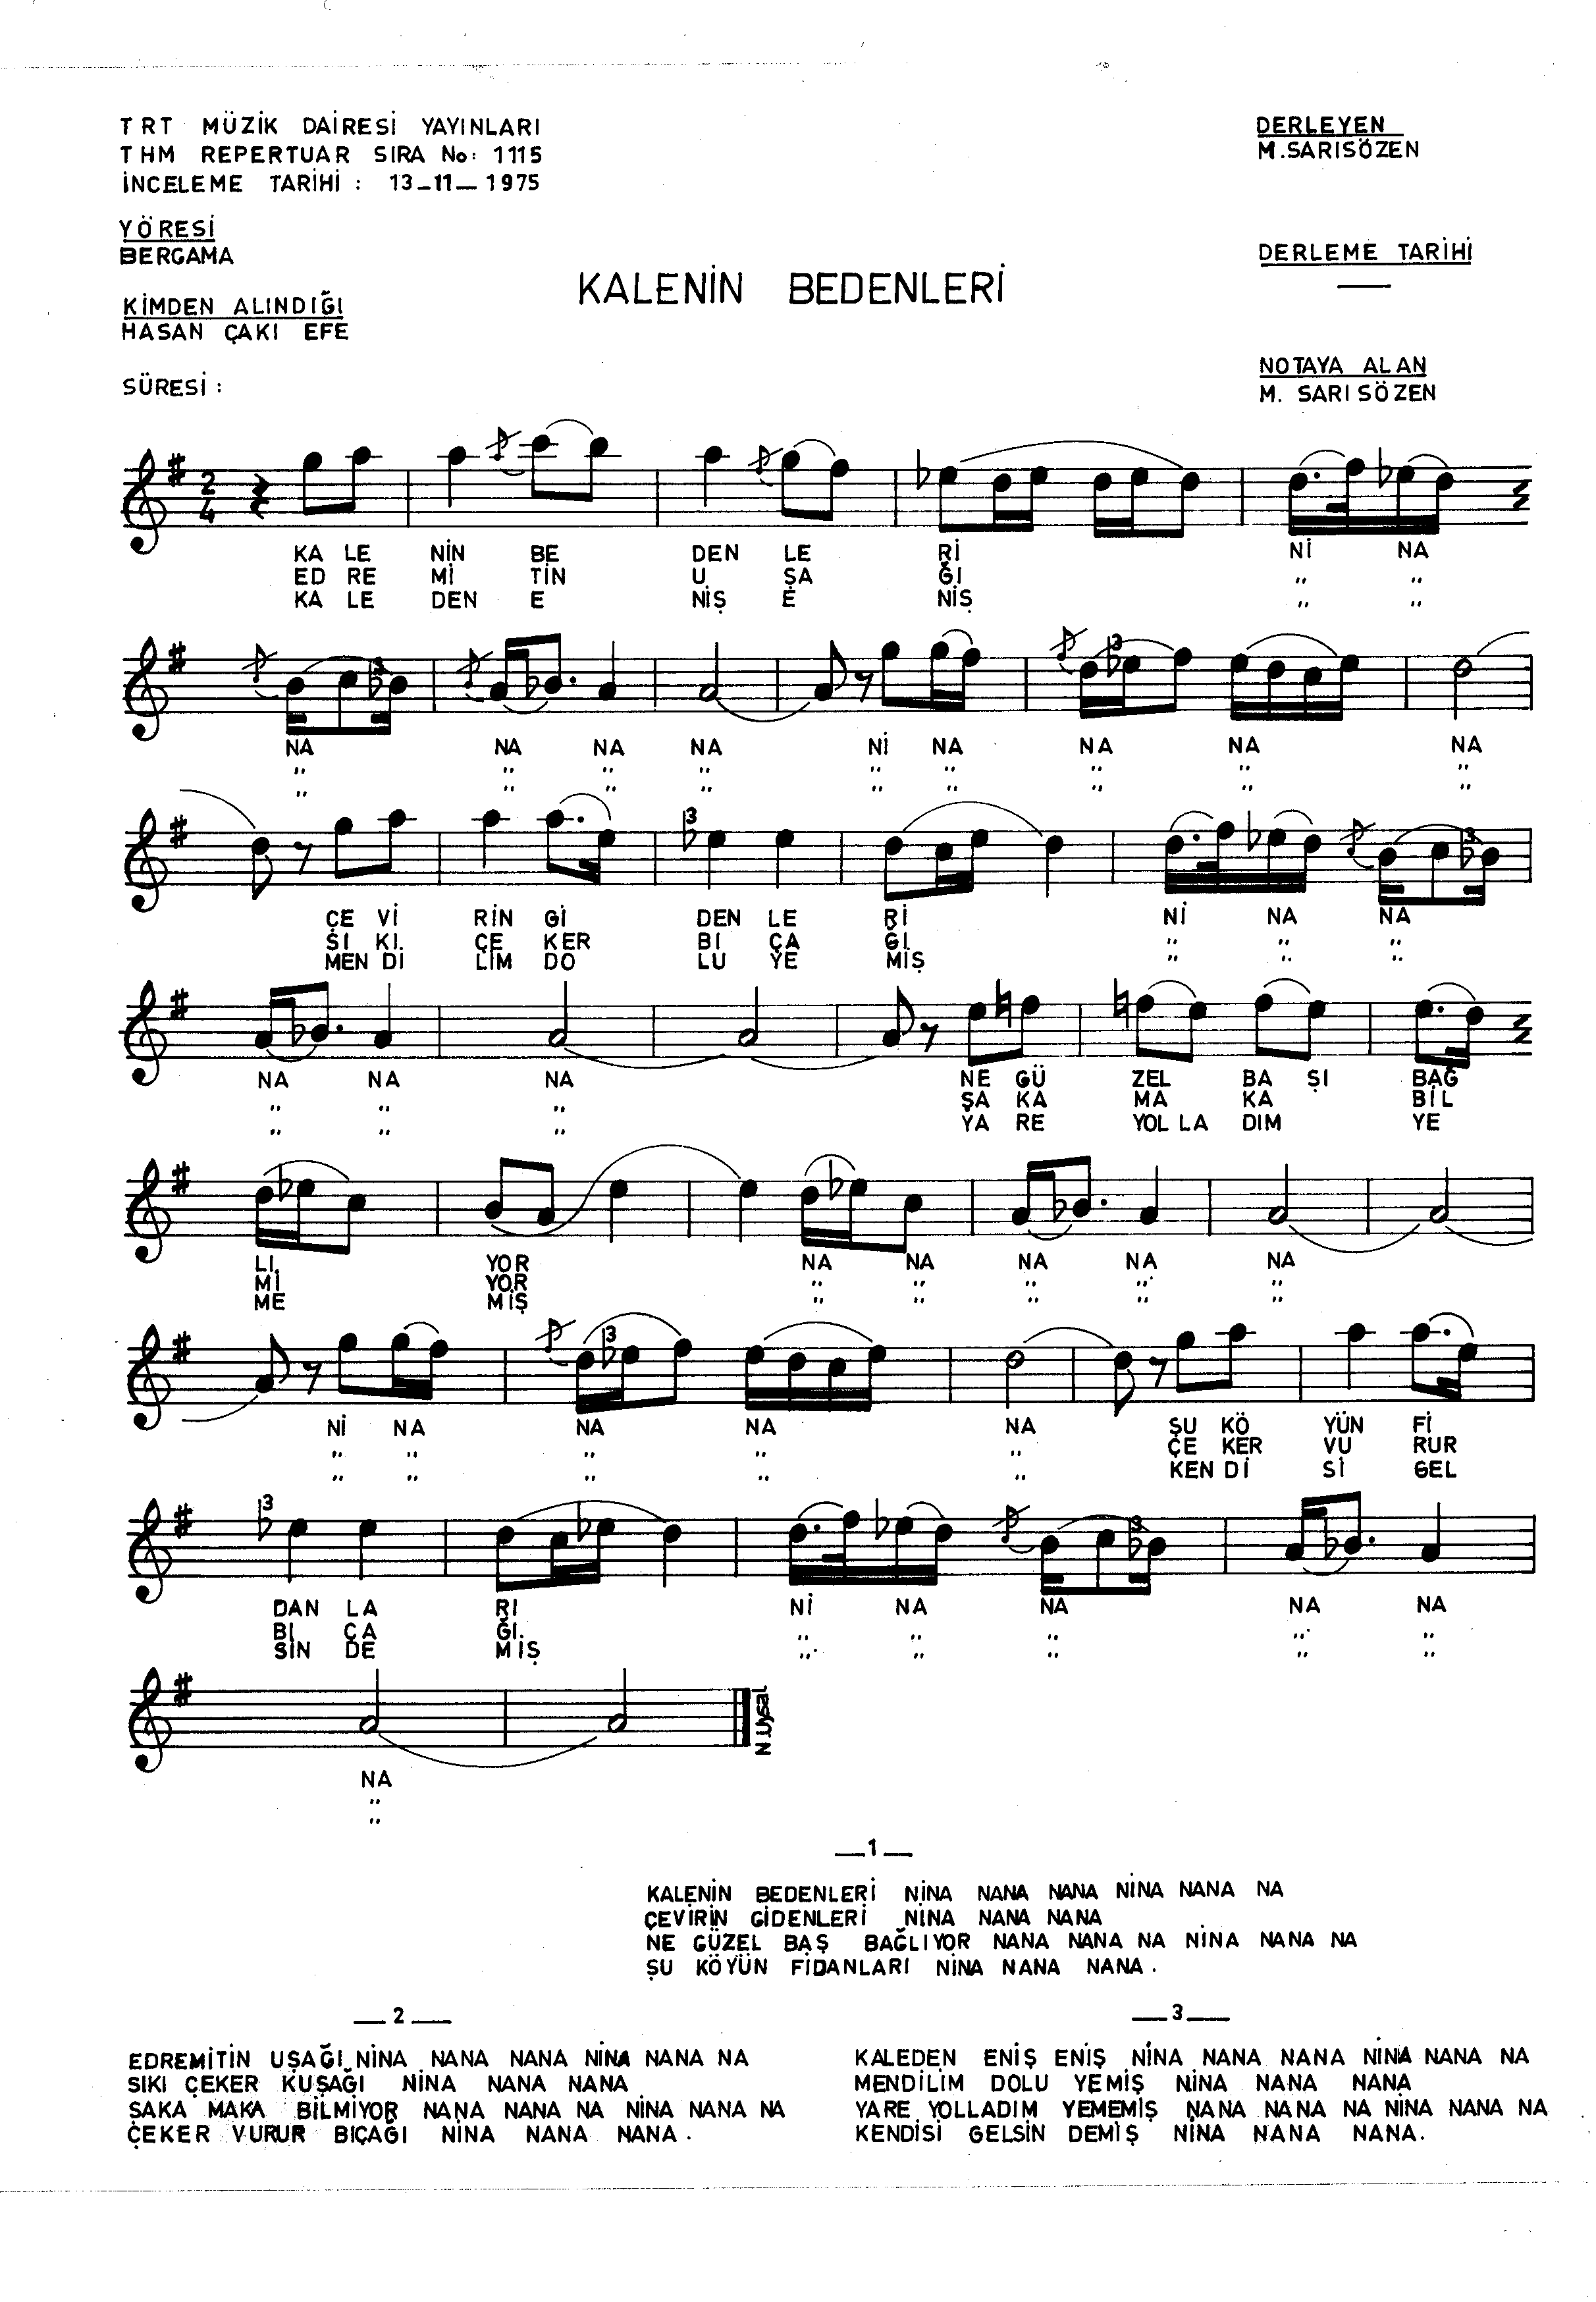 TRT MÜZİK DAİRESİ YAYINLARI
THM REPERTUAR SIRA No: 1115
İNCELEME TARİHİ : 13-11-1975
DERLEYEN
M.SARISÖZEN
YÖRESİ
BERGAMA
DERLEME TARİHİ
KALENİN BEDENLERİ
KİMDEN ALINDIĞI
HASAN ÇAKI EFE
NOTAYA ALAN
M. SARISÖZEN
SÜRESİ :
2
4
KA LE NİN BE DEN LE Rİ Nİ NA
ED RE Mİ TİN U ŞA ĞI " "
KA LE DEN E NİŞ E NİŞ " "
3
3
NA NA NA NA Nİ NA NA NA NA
" " " " " " " " "
" " " " " " " " "
3
3
ÇE Vİ RİN Gİ DEN LE Rİ Nİ NA NA
SI KI ÇE KER BI ÇA ĞI " " "
MEN Dİ LİM DO LU YE MİŞ " " "
NA NA NA NE GÜ ZEL BA ŞI BAĞ
" " " ŞA KA MA KA BİL
" " " YA RE YOL LA DIM YE
LI YOR NA NA NA NA NA
Mİ YOR " " " " "
ME MİŞ " " " " "
3
Nİ NA NA NA NA ŞU KÖ YÜN Fİ
" " " " " ÇE KER VU RUR
" " " " " KEN Dİ Sİ GEL
3
3
DAN LA RI Nİ NA NA NA NA
BI ÇA ĞI " " " " "
SİN DE MİŞ " " " " "
N.Uysal
NA
"
"
—1—
KALENİN BEDENLERİ NİNA NANA NANA NİNA NANA NA
ÇEVİRİN GİDENLERİ NİNA NANA NANA
NE GÜZEL BAŞ BAĞLIYOR NANA NANA NA NİNA NANA NA
ŞU KÖYÜN FİDANLARI NİNA NANA NANA.
—2—
EDREMİTİN UŞAĞI NİNA NANA NANA NİNA NANA NA
SIKI ÇEKER KUŞAĞI NİNA NANA NANA
ŞAKA MAKA BİLMİYOR NANA NANA NA NİNA NANA NA
ÇEKER VURUR BIÇAĞI NİNA NANA NANA.
—3—
KALEDEN ENİŞ ENİŞ NİNA NANA NANA NİNA NANA NA
MENDİLİM DOLU YEMİŞ NİNA NANA NANA
YARE YOLLADIM YEMEMİŞ NANA NANA NA NİNA NANA NA
KENDİSİ GELSİN DEMİŞ NİNA NANA NANA.